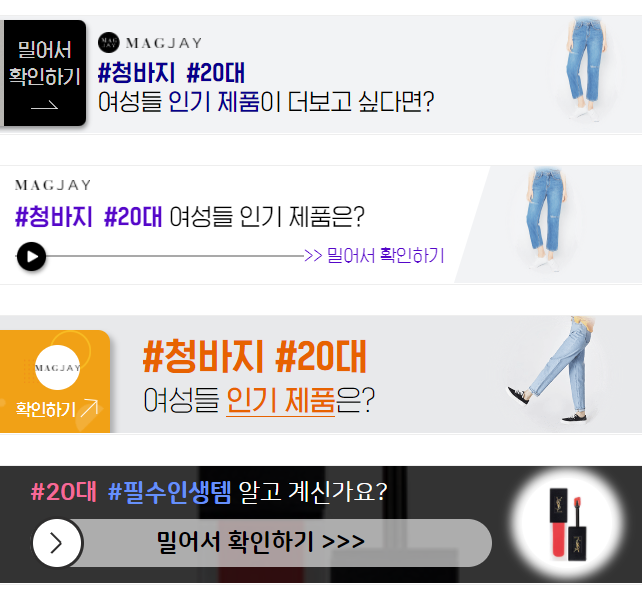 밀어서
확인하기
MAGJAY
MAGJAY
#청바지 #20대
여성들 인기 제품이 더보고 싶다면?
MAGJAY
#청바지 #20대 여성들 인기 제품은?
>> 밀어서 확인하기
MAGJAY
확인하기
#청바지 #20대
여성들 인기 제품은?
#20대 #필수인생템 알고 계신가요?
밀어서 확인하기 >>>